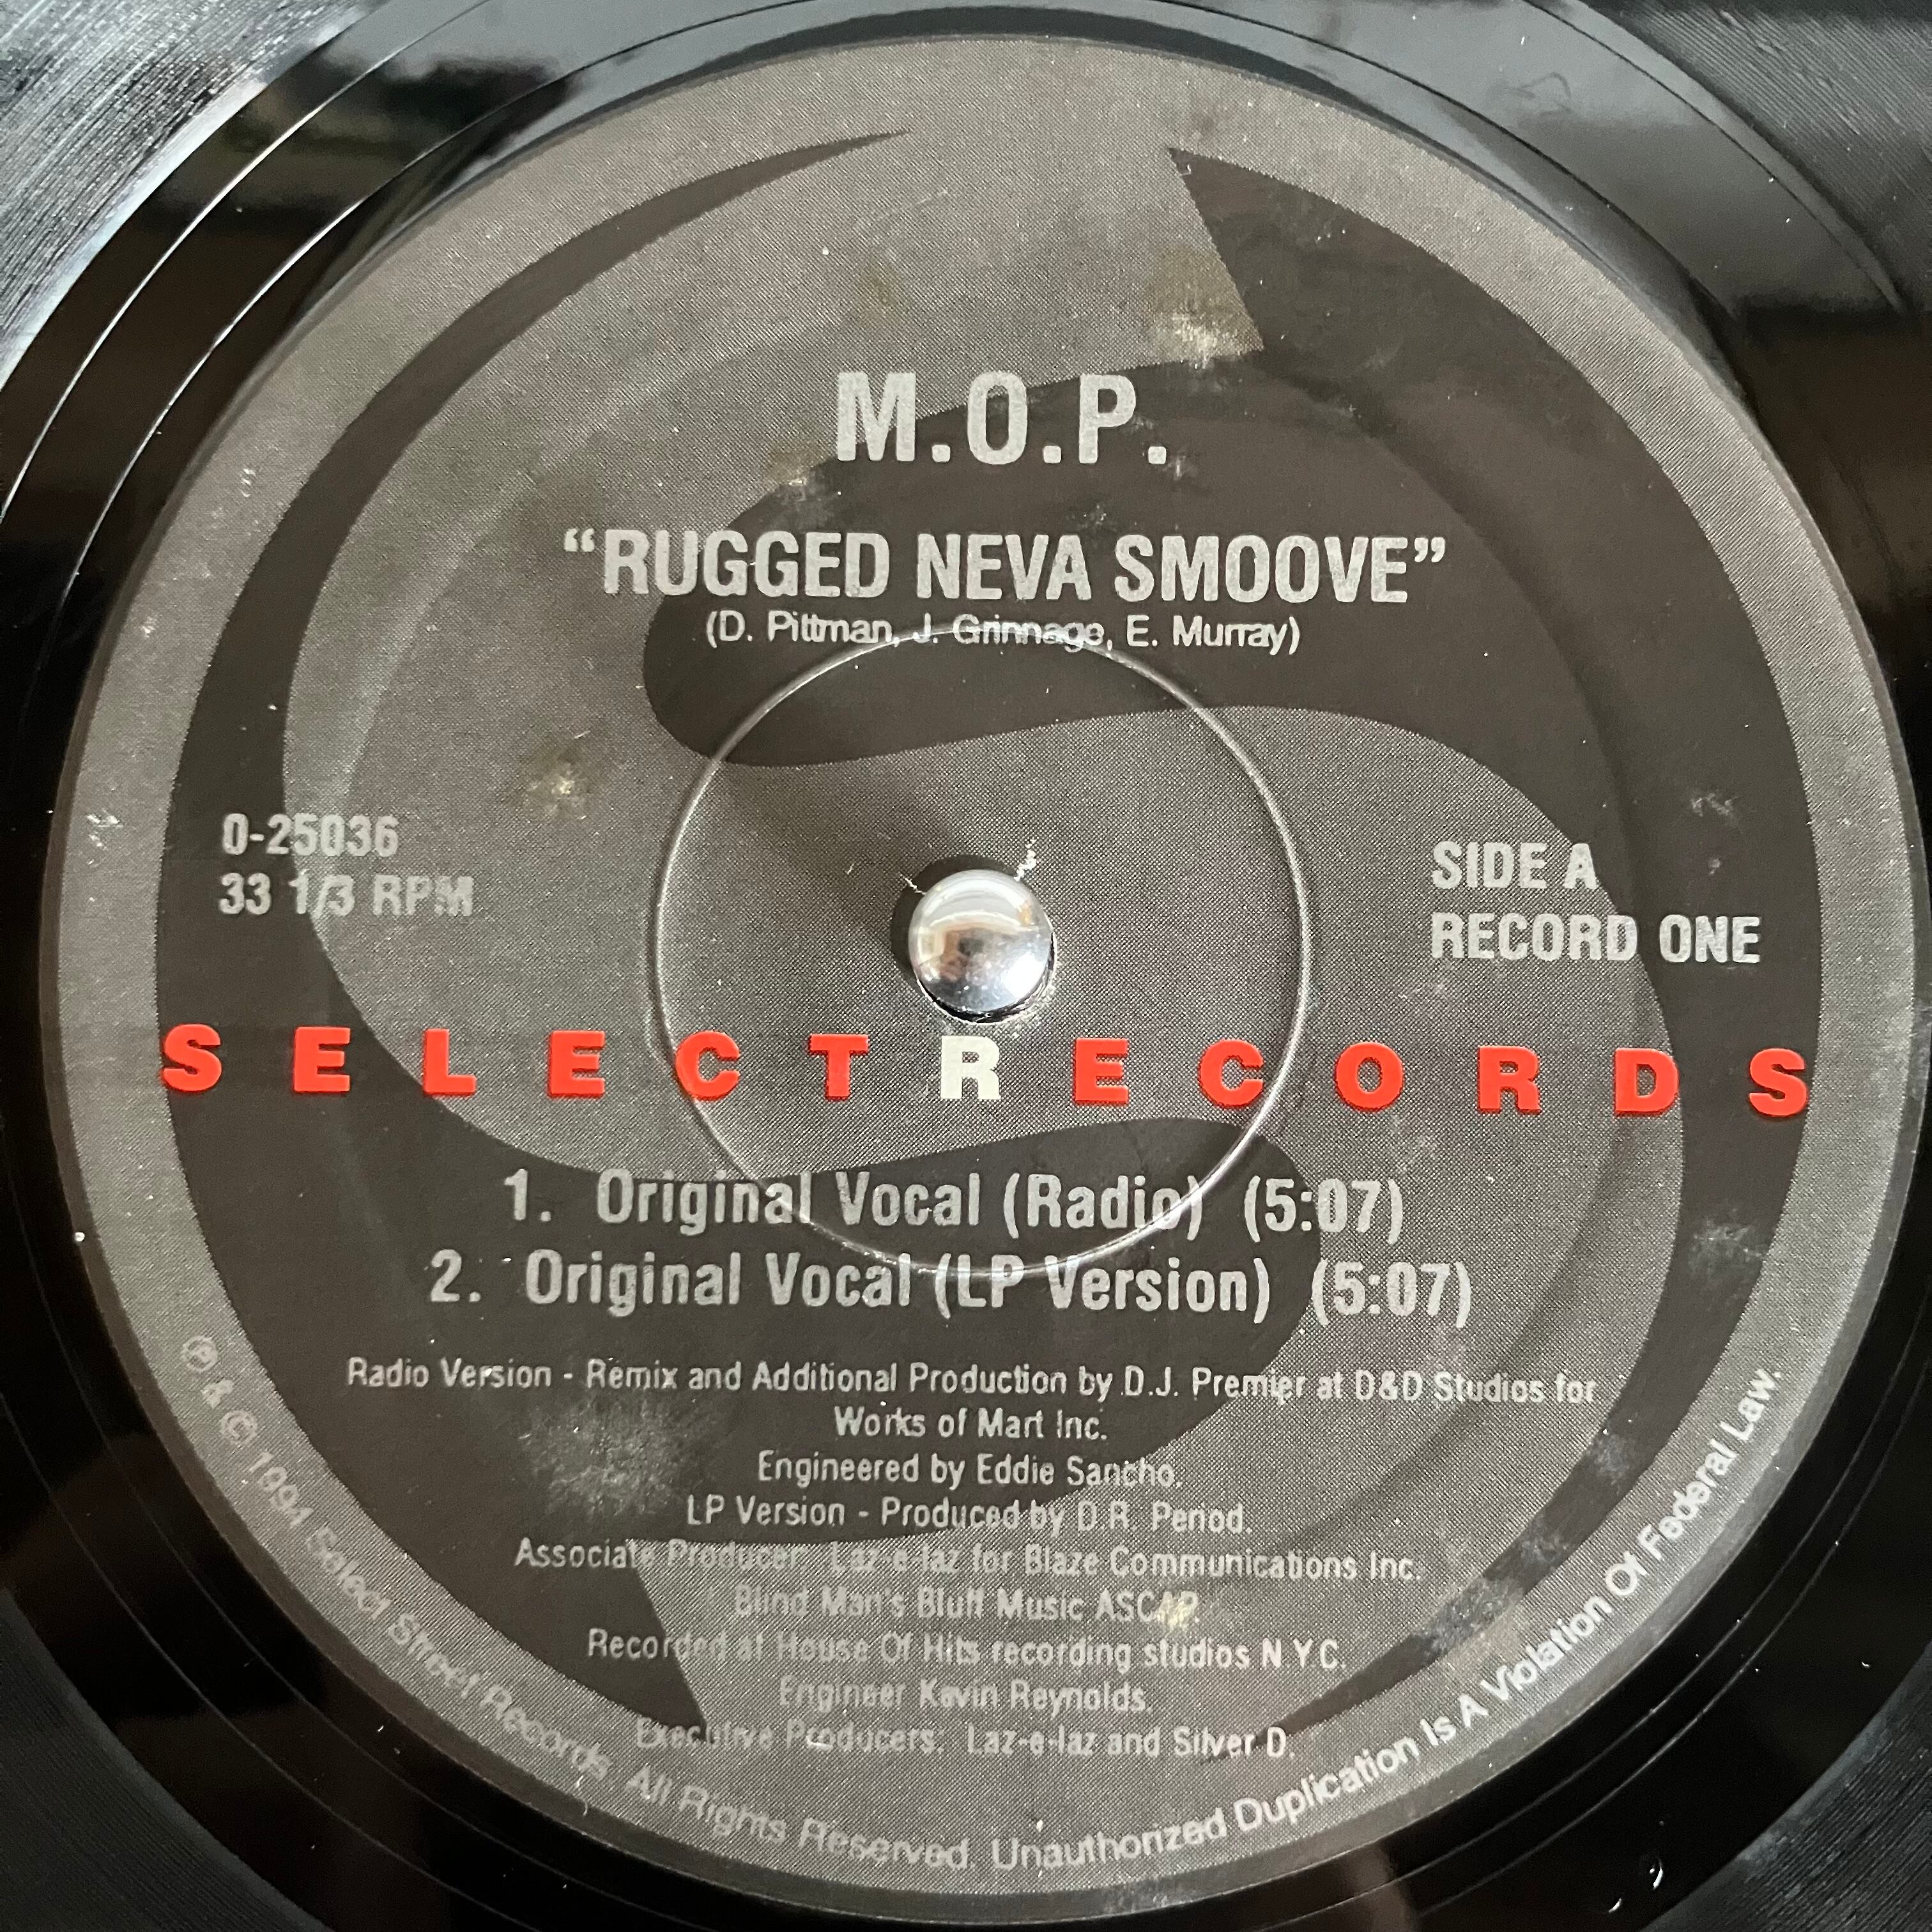 M.O.P.
“RUGGED NEVA SMOOVE”
(D. Pittman, J. Grinnage, E. Murray)
0-25036
33 1/3 RPM
SIDE A
RECORD ONE
SELECTRECORDS
1. Original Vocal (Radio) (5:07)
2. Original Vocal (LP Version) (5:07)
Radio Version - Remix and Additional Production by D.J. Premier at D&D Studios for
Works of Mart Inc.
Engineered by Eddie Sancho.
LP Version - Produced by D.R. Period.
Associate Producer: Laz-e-laz for Blaze Communications Inc.
Blind Man's Bluff Music ASCAP.
Recorded at House Of Hits recording studios N.Y.C.
Engineer Kevin Reynolds.
Executive Producers: Laz-e-laz and Silver D.
℗ & © 1994 Select Street Records. All Rights Reserved. Unauthorized Duplication Is A Violation Of Federal Law.